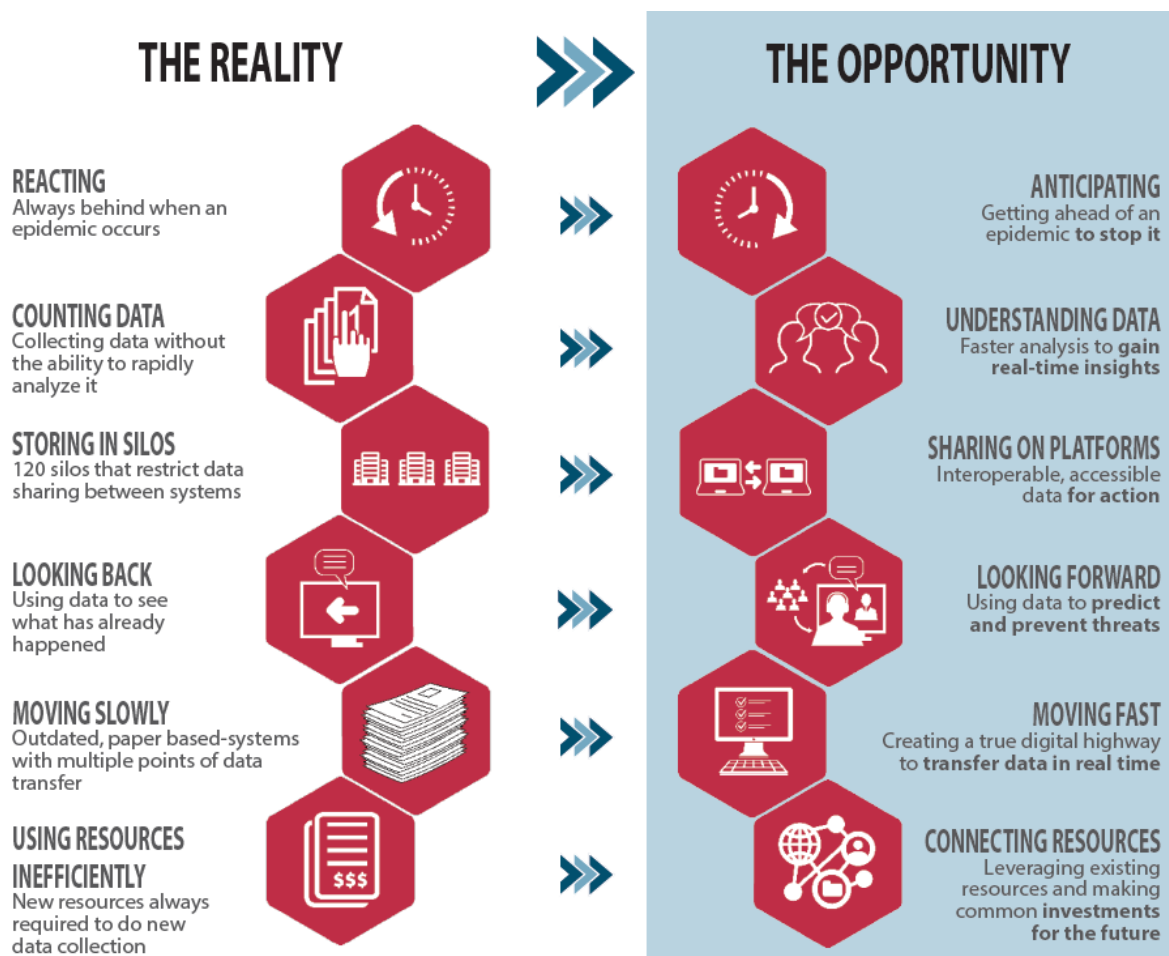 THE REALITY
THE OPPORTUNITY
REACTING
Always behind when an
epidemic occurs
ANTICIPATING
Getting ahead of an
epidemic to stop it
COUNTING DATA
Collecting data without
the ability to rapidly
analyze it
1
UNDERSTANDING DATA
Faster analysis to gain
real-time insights
STORING IN SILOS
120 silos that restrict data
sharing between systems
SHARING ON PLATFORMS
Interoperable, accessible
data for action
LOOKING BACK
Using data to see
what has already
happened
LOOKING FORWARD
Using data to predict
and prevent threats
MOVING SLOWLY
Outdated, paper based-systems
with multiple points of data
transfer
MOVING FAST
Creating a true digital highway
to transfer data in real time
USING RESOURCES
INEFFICIENTLY
New resources always
required to do new
data collection
$$$
CONNECTING RESOURCES
Leveraging existing
resources and making
common investments
for the future